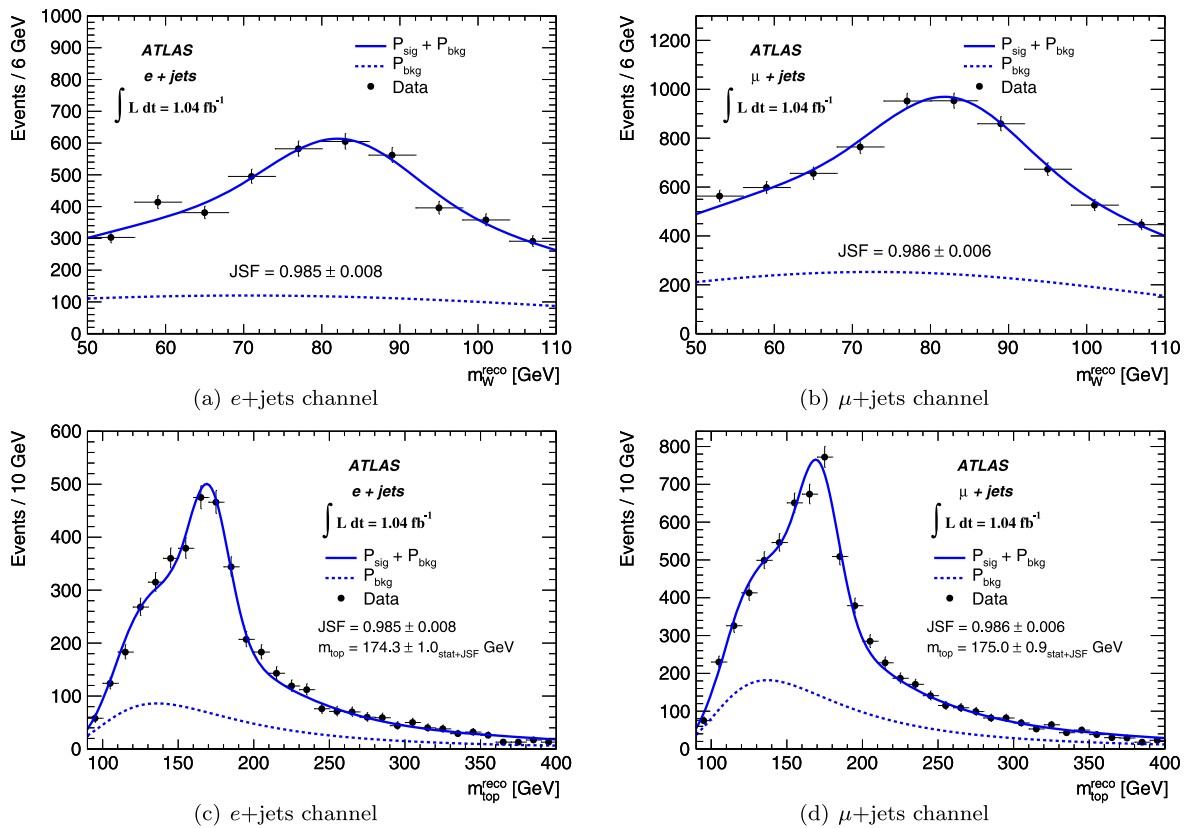 Events / 6 GeV
1000
900
800
700
600
500
400
300
200
100
0
ATLAS
e + jets
∫ L dt = 1.04 fb⁻¹
P_sig + P_bkg
P_bkg
Data
JSF = 0.985 ± 0.008
50 60 70 80 90 100 110
m_W^reco [GeV]
(a) e+jets channel
Events / 6 GeV
1200
1000
800
600
400
200
0
ATLAS
μ + jets
∫ L dt = 1.04 fb⁻¹
P_sig + P_bkg
P_bkg
Data
JSF = 0.986 ± 0.006
50 60 70 80 90 100 110
m_W^reco [GeV]
(b) μ+jets channel
Events / 10 GeV
600
500
400
300
200
100
0
ATLAS
e + jets
∫ L dt = 1.04 fb⁻¹
P_sig + P_bkg
P_bkg
Data
JSF = 0.985 ± 0.008
m_top = 174.3 ± 1.0_stat+JSF GeV
100 150 200 250 300 350 400
m_top^reco [GeV]
(c) e+jets channel
Events / 10 GeV
800
700
600
500
400
300
200
100
0
ATLAS
μ + jets
∫ L dt = 1.04 fb⁻¹
P_sig + P_bkg
P_bkg
Data
JSF = 0.986 ± 0.006
m_top = 175.0 ± 0.9_stat+JSF GeV
100 150 200 250 300 350 400
m_top^reco [GeV]
(d) μ+jets channel